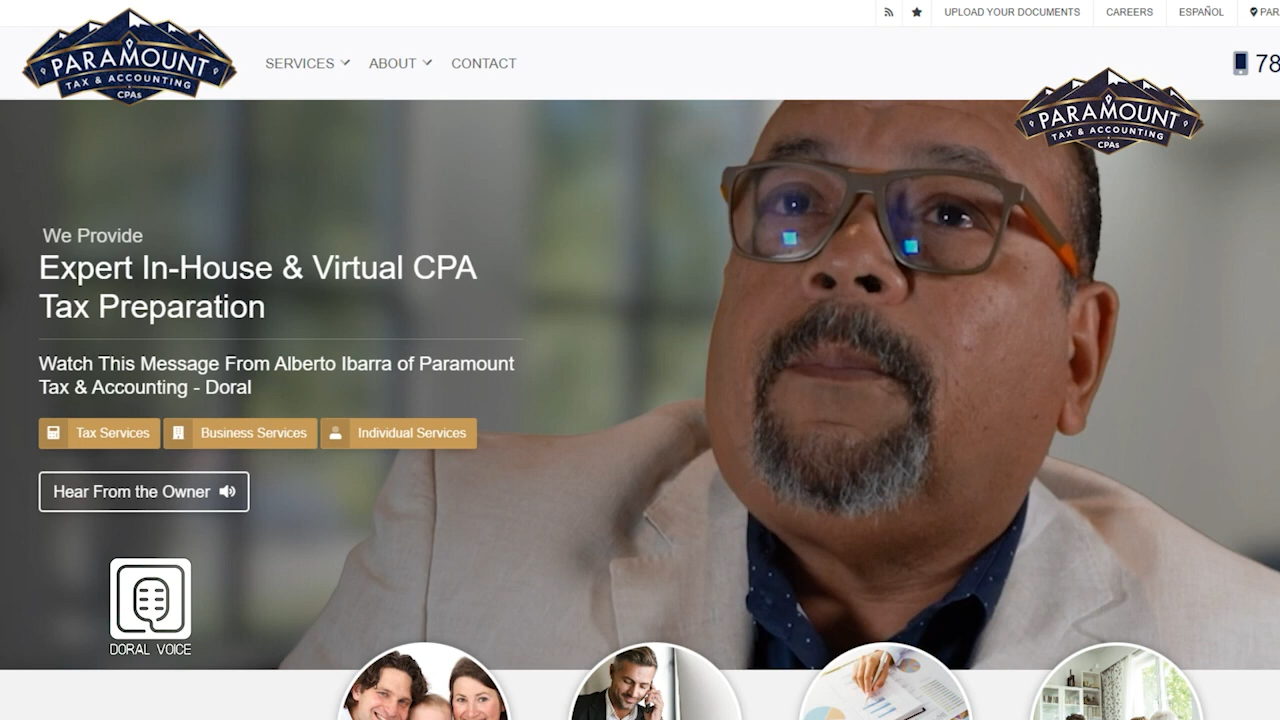 UPLOAD YOUR DOCUMENTS
CAREERS
ESPAÑOL
PAR
PARAMOUNT
TAX & ACCOUNTING
CPAs
SERVICES
ABOUT
CONTACT
78
PARAMOUNT
TAX & ACCOUNTING
CPAs
We Provide
Expert In-House & Virtual CPA
Tax Preparation
Watch This Message From Alberto Ibarra of Paramount
Tax & Accounting - Doral
Tax Services
Business Services
Individual Services
Hear From the Owner
DORAL VOICE